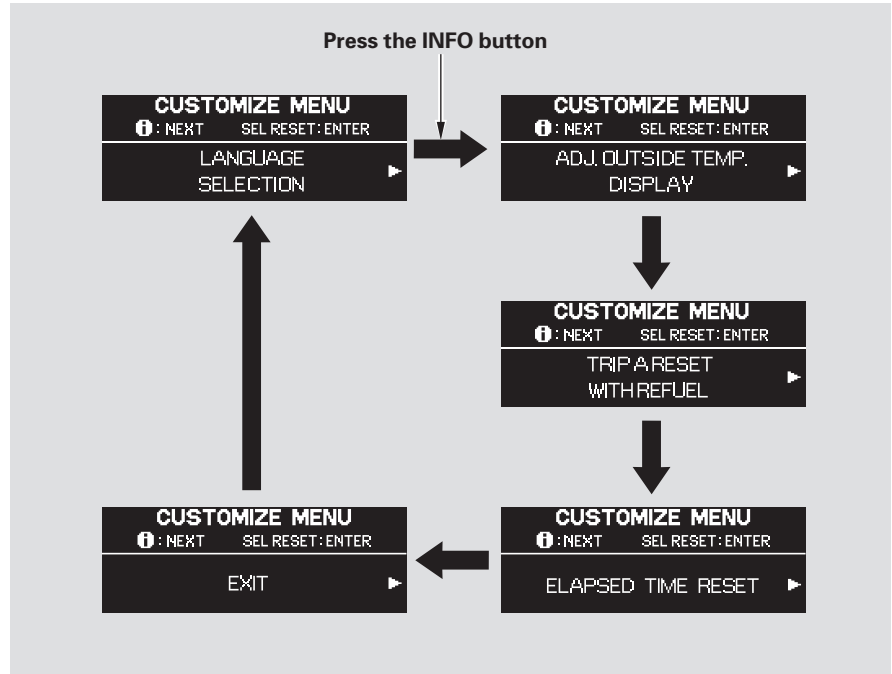 Press the INFO button
CUSTOMIZE MENU
i : NEXT SEL RESET : ENTER
LANGUAGE
SELECTION
CUSTOMIZE MENU
i : NEXT SEL RESET : ENTER
ADJ. OUTSIDE TEMP.
DISPLAY
CUSTOMIZE MENU
i : NEXT SEL RESET : ENTER
TRIP A RESET
WITH REFUEL
CUSTOMIZE MENU
i : NEXT SEL RESET : ENTER
ELAPSED TIME RESET
CUSTOMIZE MENU
i : NEXT SEL RESET : ENTER
EXIT